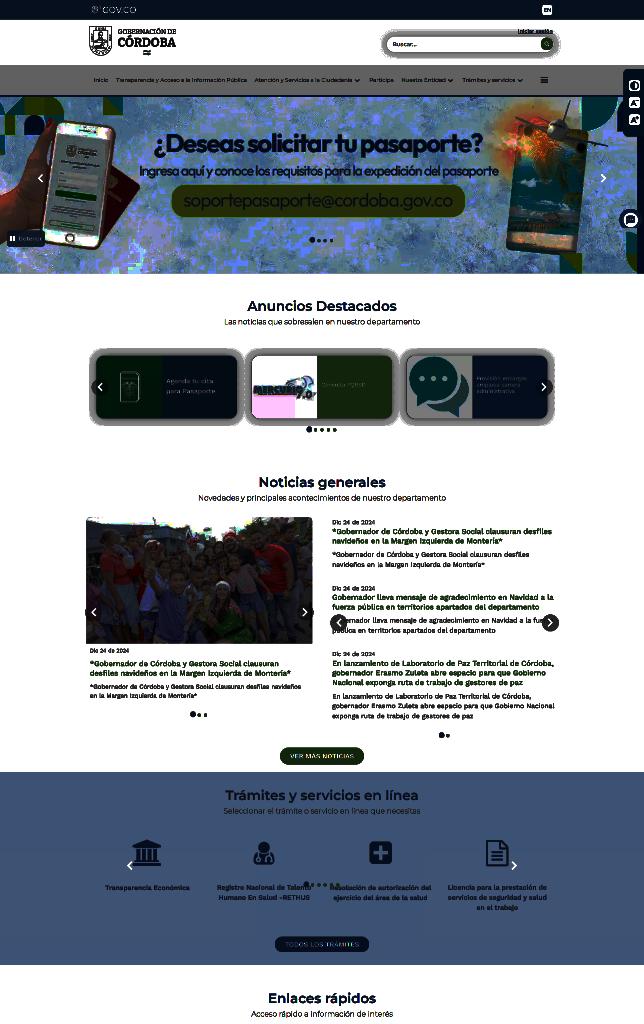 GOV.CO
EN
GOBERNACIÓN DE
CÓRDOBA
Iniciar sesión
Buscar...
Inicio
Transparencia y Acceso a la Información Pública
Atención y Servicios a la Ciudadanía
Participa
Nuestra Entidad
Trámites y servicios
¿Deseas solicitar tu pasaporte?
Ingresa aquí y conoce los requisitos para la expedición del pasaporte
soportepasaporte@cordoba.gov.co
Detener
Anuncios Destacados
Las noticias que sobresalen en nuestro departamento
Agenda tu cita
para Pasaporte
MERCURIO
Consulta PQRSD
Provisión encargos
empleos carrera
administrativa
Noticias generales
Novedades y principales acontecimientos de nuestro departamento
Dic 24 de 2024
*Gobernador de Córdoba y Gestora Social clausuran
desfiles navideños en la Margen Izquierda de Montería*
*Gobernador de Córdoba y Gestora Social clausuran desfiles navideños
en la Margen Izquierda de Montería*
Dic 24 de 2024
*Gobernador de Córdoba y Gestora Social clausuran desfiles
navideños en la Margen Izquierda de Montería*
*Gobernador de Córdoba y Gestora Social clausuran desfiles
navideños en la Margen Izquierda de Montería*
Dic 24 de 2024
Gobernador lleva mensaje de agradecimiento en Navidad a la
fuerza pública en territorios apartados del departamento
lleva mensaje de agradecimiento en Navidad a la
pública en territorios apartados del departamento
Dic 24 de 2024
En lanzamiento de Laboratorio de Paz Territorial de Córdoba,
gobernador Erasmo Zuleta abre espacio para que Gobierno
Nacional exponga ruta de trabajo de gestores de paz
En lanzamiento de Laboratorio de Paz Territorial de Córdoba,
gobernador Erasmo Zuleta abre espacio para que Gobierno Nacional
exponga ruta de trabajo de gestores de paz
VER MÁS NOTICIAS
Trámites y servicios en línea
Seleccionar el trámite o servicio en línea que necesitas
Transparencia Económica
Registro Nacional de Talento
Humano En Salud -RETHUS
Resolución de autorización del
ejercicio del área de la salud
Licencia para la prestación de
servicios de seguridad y salud
en el trabajo
TODOS LOS TRÁMITES
Enlaces rápidos
Acceso rápido a información de interés